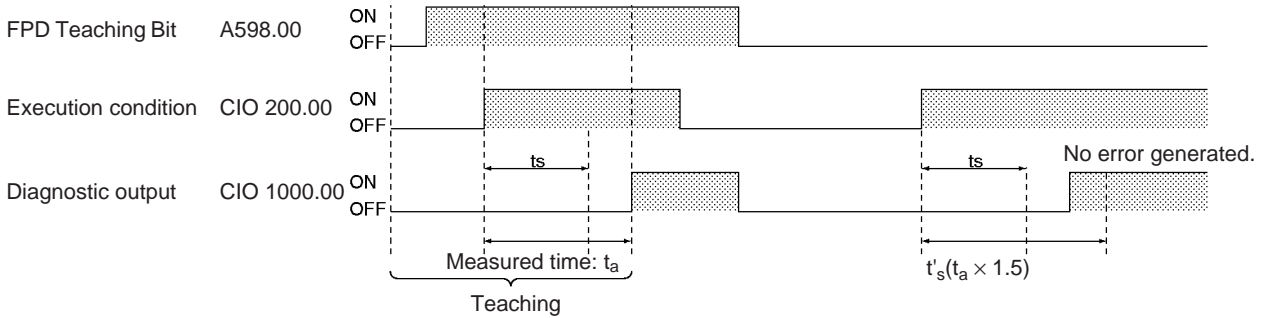 FPD Teaching Bit A598.00 ON
OFF
Execution condition CIO 200.00 ON
OFF
ts ts No error generated.
Diagnostic output CIO 1000.00 ON
OFF
Measured time: ta t's(ta × 1.5)
Teaching